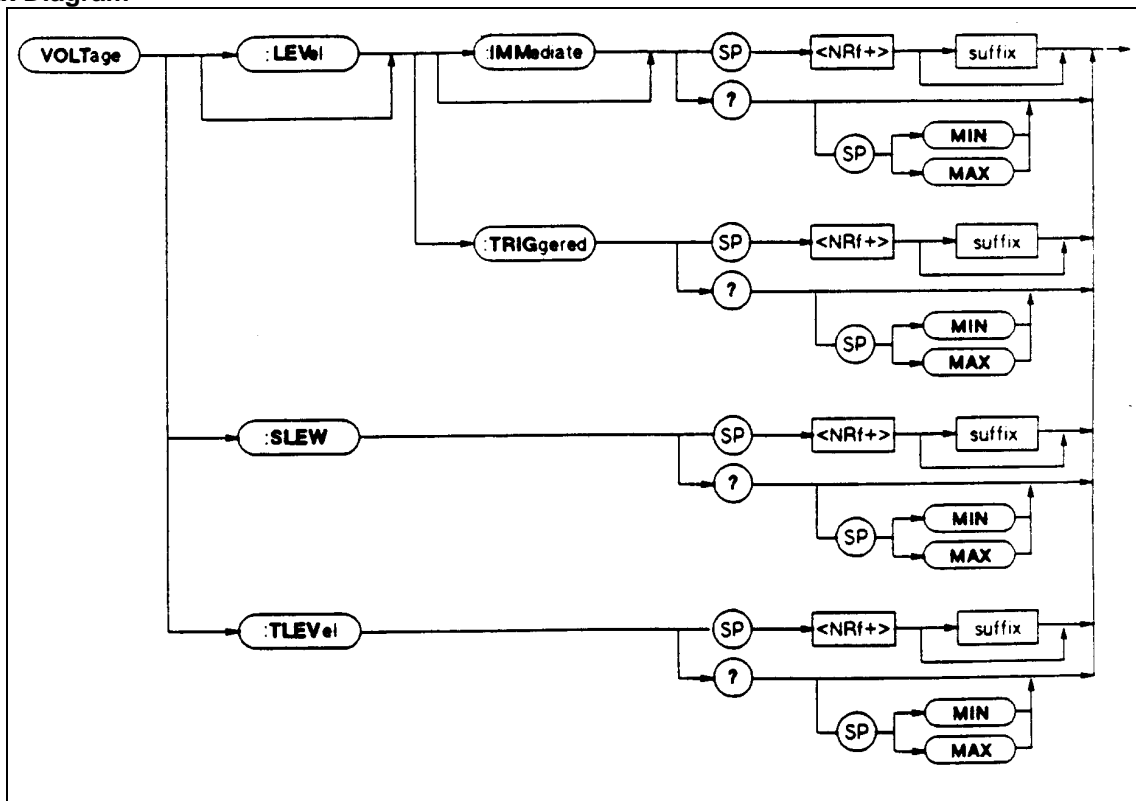 Diagram
VOLTage :LEVel :IMMediate SP <NRf+> suffix
?
SP MIN
MAX
:TRIGgered SP <NRf+> suffix
?
SP MIN
MAX
:SLEW SP <NRf+> suffix
?
SP MIN
MAX
:TLEVel SP <NRf+> suffix
?
SP MIN
MAX